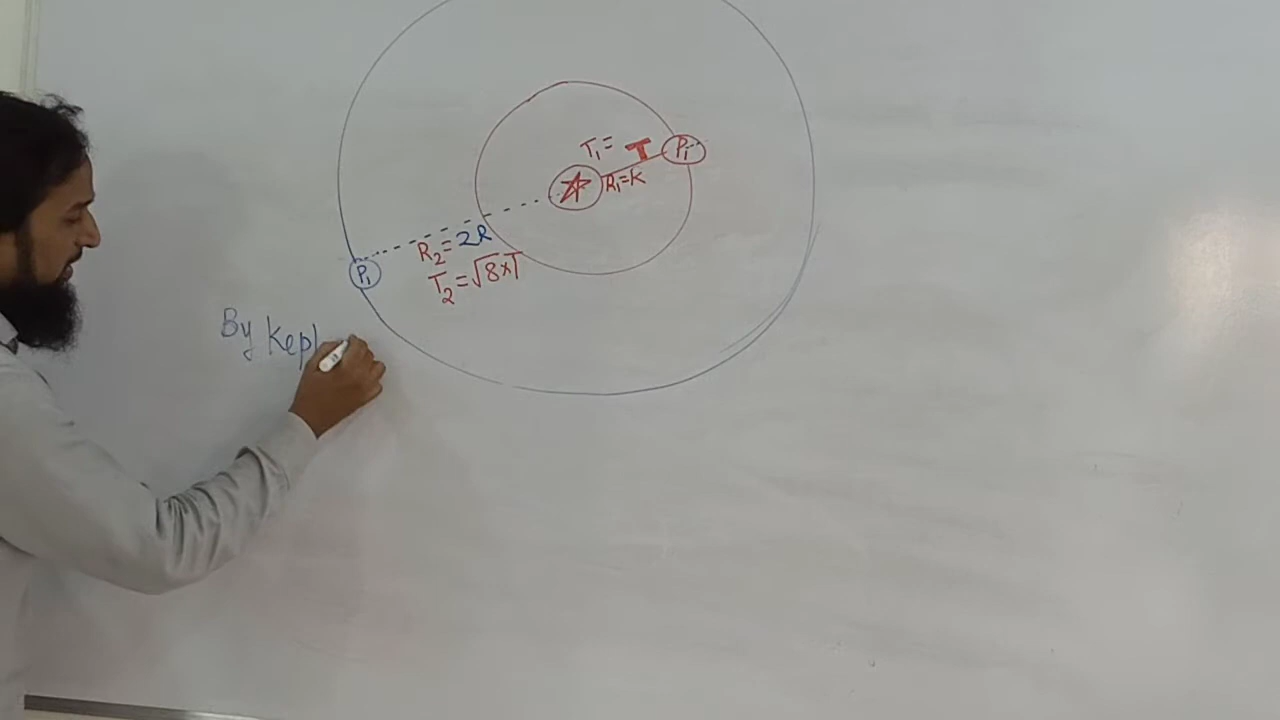 T₁ = T
P₁
R₁=K
R₂ = 2R
T₂ = √8×T
P₁
By Kepl